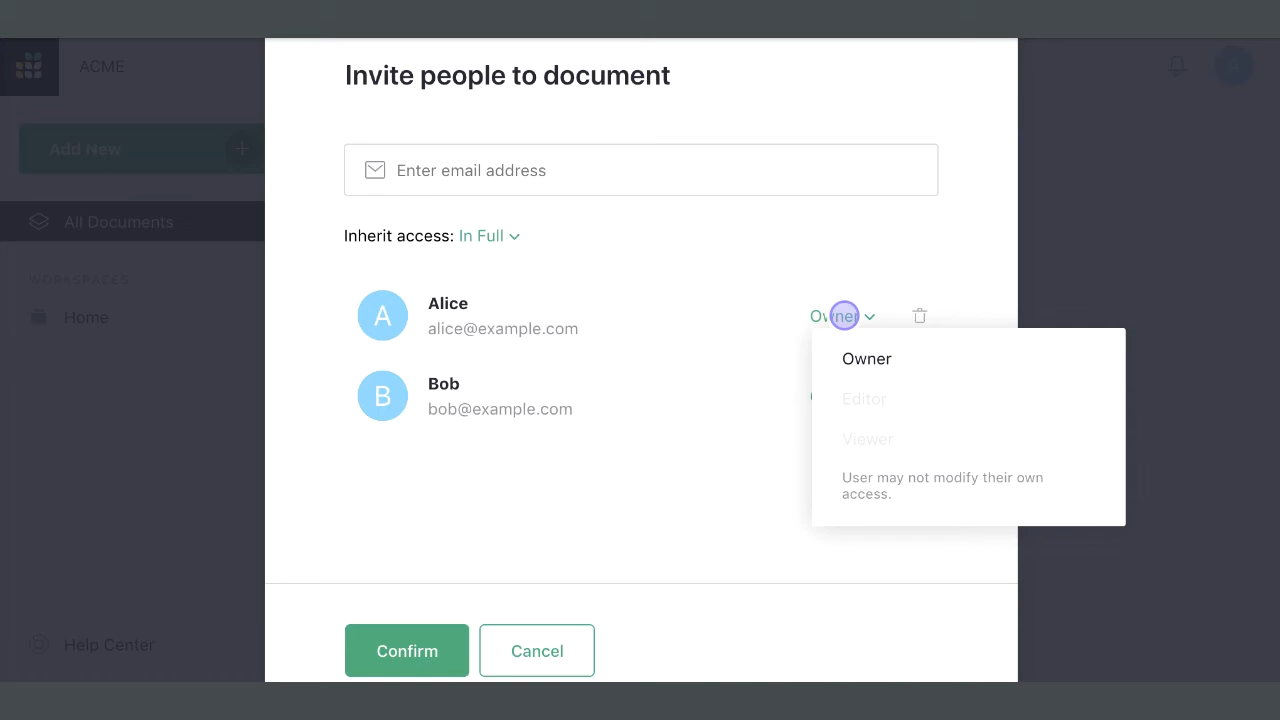 ACME
A
Add New
All Documents
WORKSPACES
Home
Help Center
Invite people to document
Enter email address
Inherit access: In Full
A
Alice
alice@example.com
Owner
B
Bob
bob@example.com
Owner
Editor
Viewer
User may not modify their own
access.
Confirm
Cancel